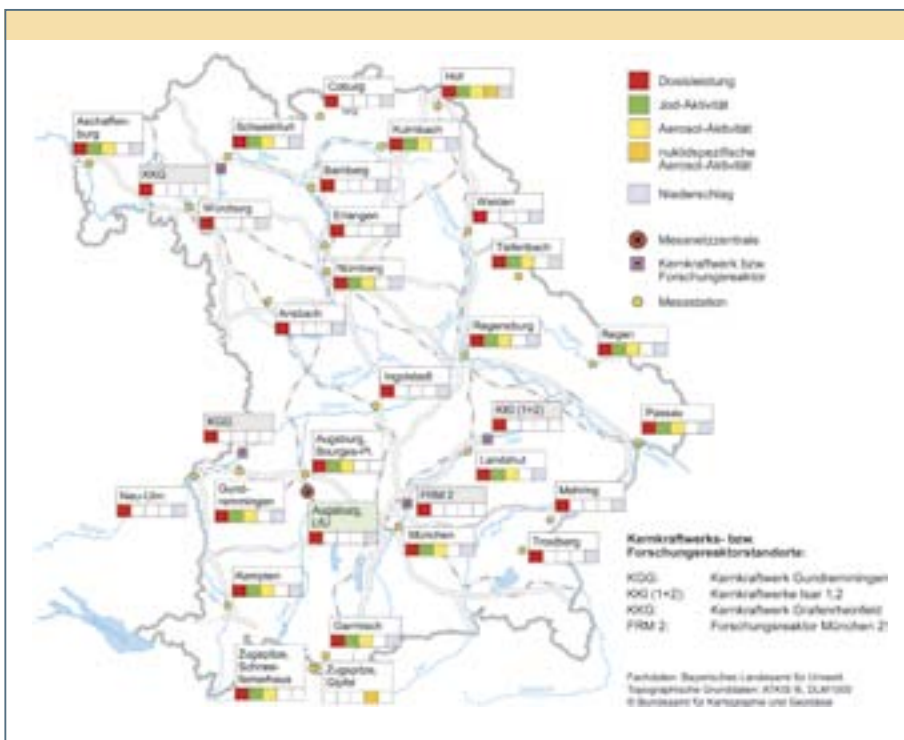 Hof
Coburg
Aschaffen-
burg
Schweinfurt
Kulmbach
KKG
Bamberg
Würzburg
Erlangen
Weiden
Tiefenbach
Nürnberg
Ansbach
Regensburg
Regen
Ingolstadt
KGG
KKI (1+2)
Passau
Augsburg,
Bourges-Pl.
Landshut
Neu-Ulm
Gund-
remmingen
FRM 2
Mehring
Augsburg,
LfU
München
Trostberg
Kempten
Garmisch
Zugspitze,
Schnee-
fernerhaus
Zugspitze,
Gipfel
Dosisleistung
Jod-Aktivität
Aerosol-Aktivität
nuklidspezifische
Aerosol-Aktivität
Niederschlag
Messnetzzentrale
Kernkraftwerk bzw.
Forschungsreaktor
Messstation
Kernkraftwerks- bzw.
Forschungsreaktorstandorte:
KGG: Kernkraftwerk Gundremmingen
KKI (1+2): Kernkraftwerke Isar 1,2
KKG: Kernkraftwerk Grafenrheinfeld
FRM 2: Forschungsreaktor München 2
Fachdaten: Bayerisches Landesamt für Umwelt
Topographische Grunddaten: ATKIS ®, DLM1000
© Bundesamt für Kartographie und Geodäsie